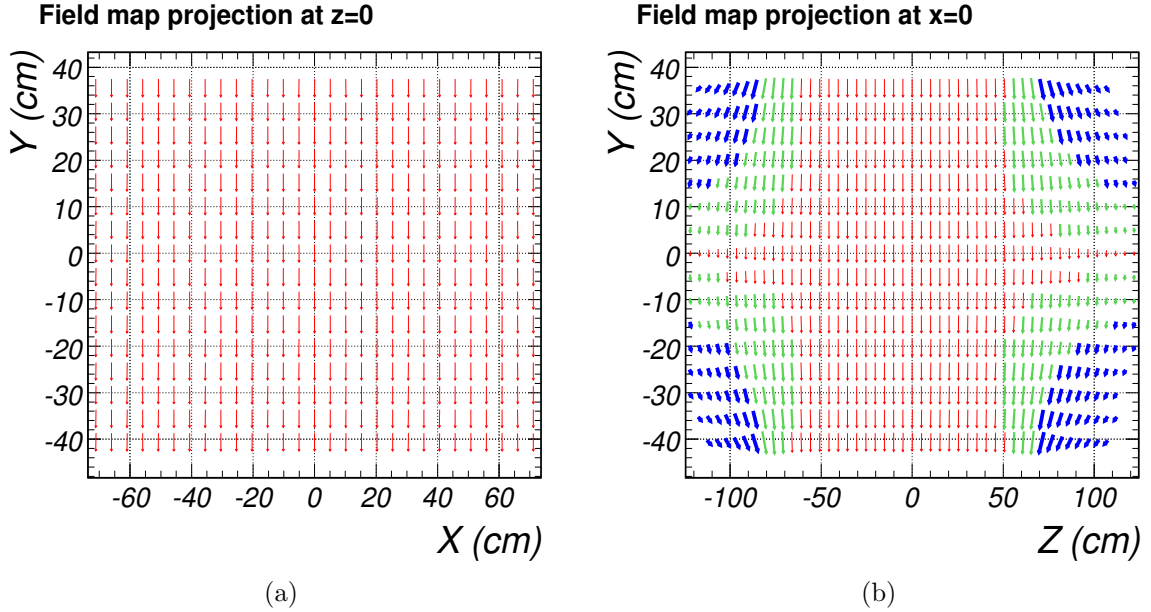 Field map projection at z=0
Y (cm)
40
30
20
10
0
-10
-20
-30
-40
-60 -40 -20 0 20 40 60
X (cm)
(a)
Field map projection at x=0
Y (cm)
40
30
20
10
0
-10
-20
-30
-40
-100 -50 0 50 100
Z (cm)
(b)